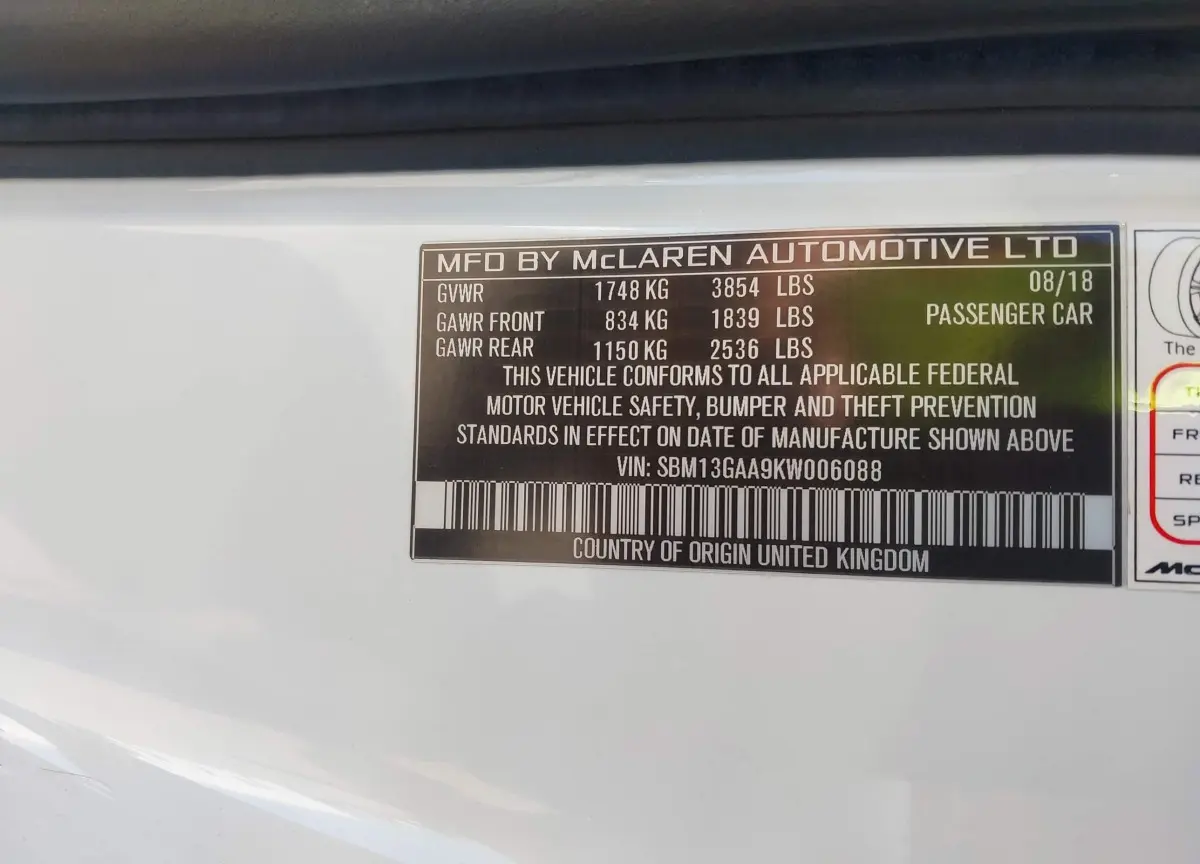 MFD BY McLAREN AUTOMOTIVE LTD
GVWR 1748 KG 3854 LBS 08/18
GAWR FRONT 834 KG 1839 LBS PASSENGER CAR
GAWR REAR 1150 KG 2536 LBS
THIS VEHICLE CONFORMS TO ALL APPLICABLE FEDERAL
MOTOR VEHICLE SAFETY, BUMPER AND THEFT PREVENTION
STANDARDS IN EFFECT ON DATE OF MANUFACTURE SHOWN ABOVE
VIN: SBM13GAA9KW006088
COUNTRY OF ORIGIN UNITED KINGDOM
The